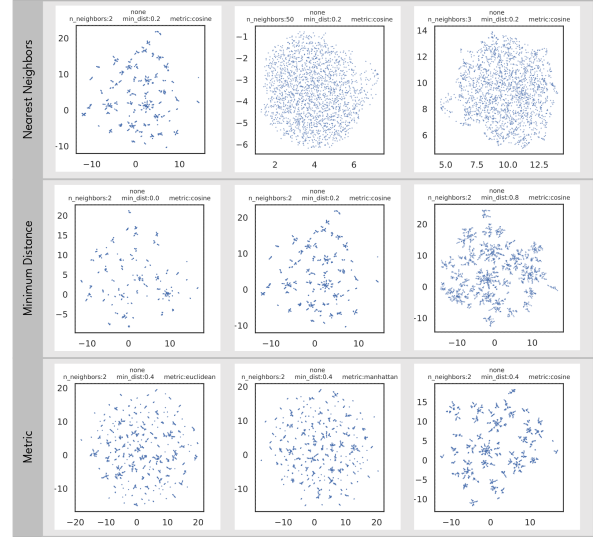 Nearest Neighbors
none
n_neighbors:2 min_dist:0.2 metric:cosine
20
10
0
-10
−10 0 10
none
n_neighbors:50 min_dist:0.2 metric:cosine
−1
−2
−3
−4
−5
−6
2 4 6
none
n_neighbors:3 min_dist:0.2 metric:cosine
14
12
10
8
6
5.0 7.5 10.0 12.5
Minimum Distance
none
n_neighbors:2 min_dist:0.0 metric:cosine
20
15
10
5
0
−5
−10 0 10
none
n_neighbors:2 min_dist:0.2 metric:cosine
20
10
0
-10
−10 0 10
none
n_neighbors:2 min_dist:0.8 metric:cosine
20
10
0
-10
−10 0 10
Metric
none
n_neighbors:2 min_dist:0.4 metric:euclidean
20
10
0
-10
−20 −10 0 10 20
none
n_neighbors:2 min_dist:0.4 metric:manhattan
20
10
0
-10
−10 0 10 20
none
n_neighbors:2 min_dist:0.4 metric:cosine
15
10
5
0
−5
-10
−10 0 10